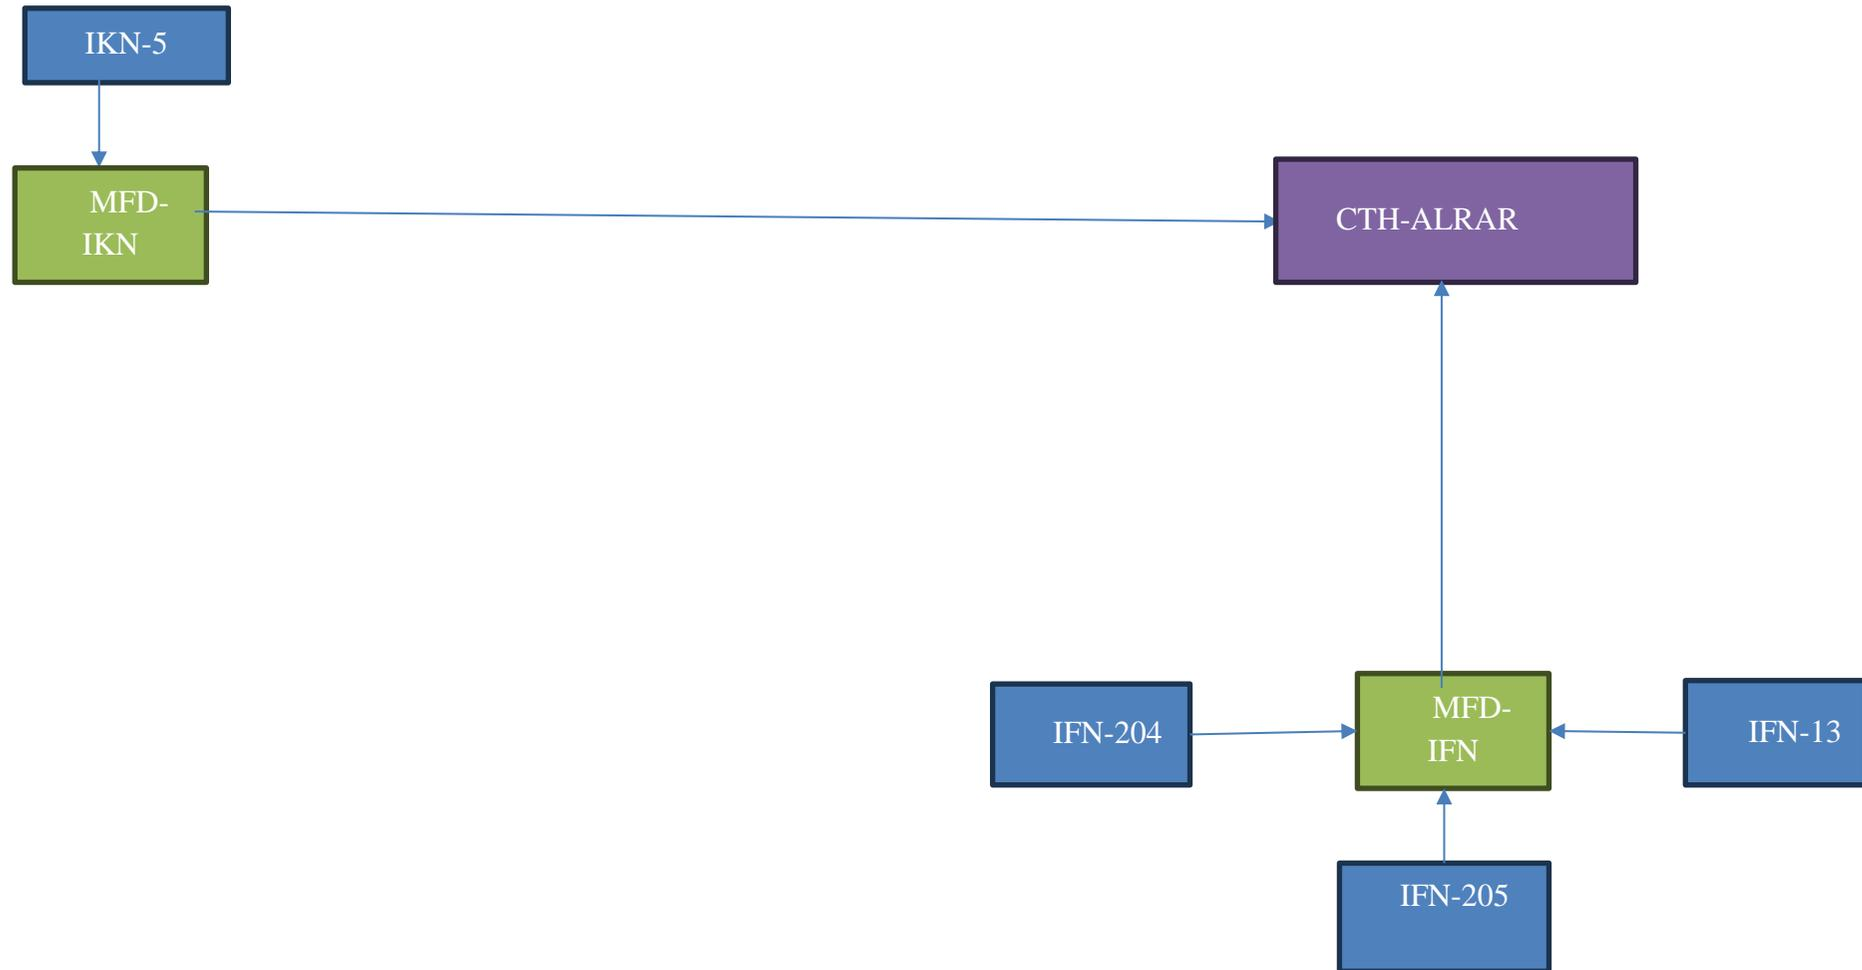 IKN-5
MFD-
IKN
CTH-ALRAR
IFN-204
MFD-
IFN
IFN-13
IFN-205